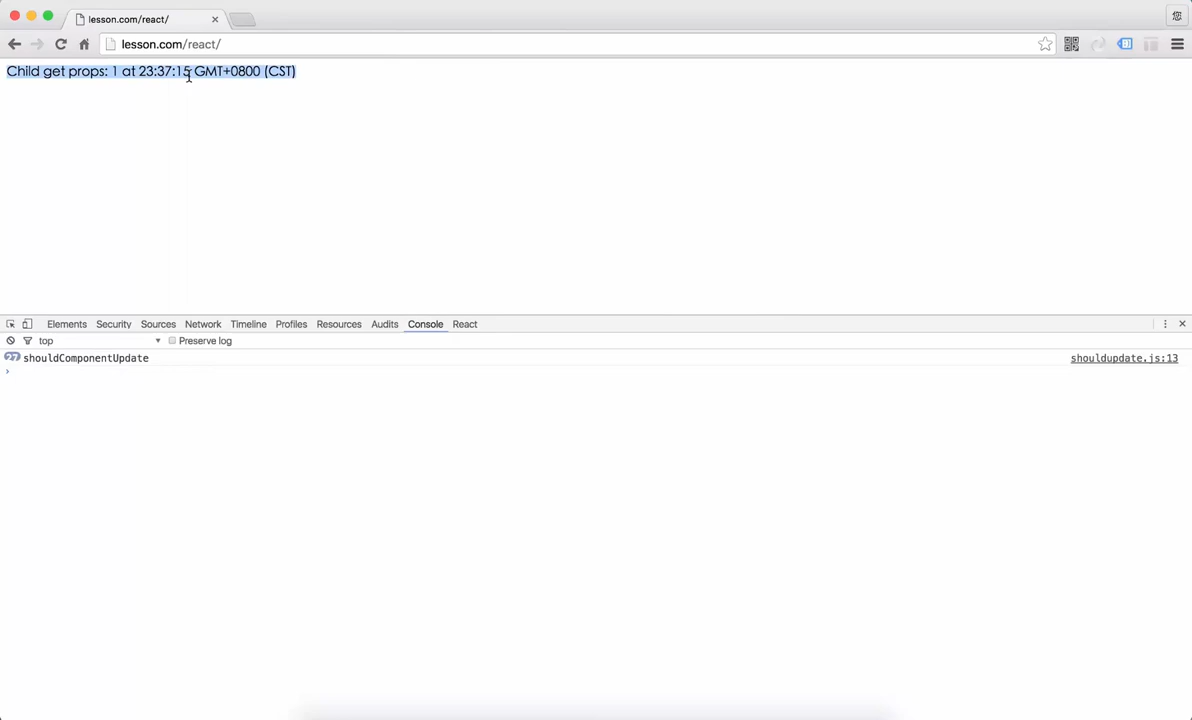 lesson.com/react/
lesson.com/react/
Child get props: 1 at 23:37:15 GMT+0800 (CST)
Elements Security Sources Network Timeline Profiles Resources Audits Console React
top Preserve log
27 shouldComponentUpdate shouldupdate.js:13